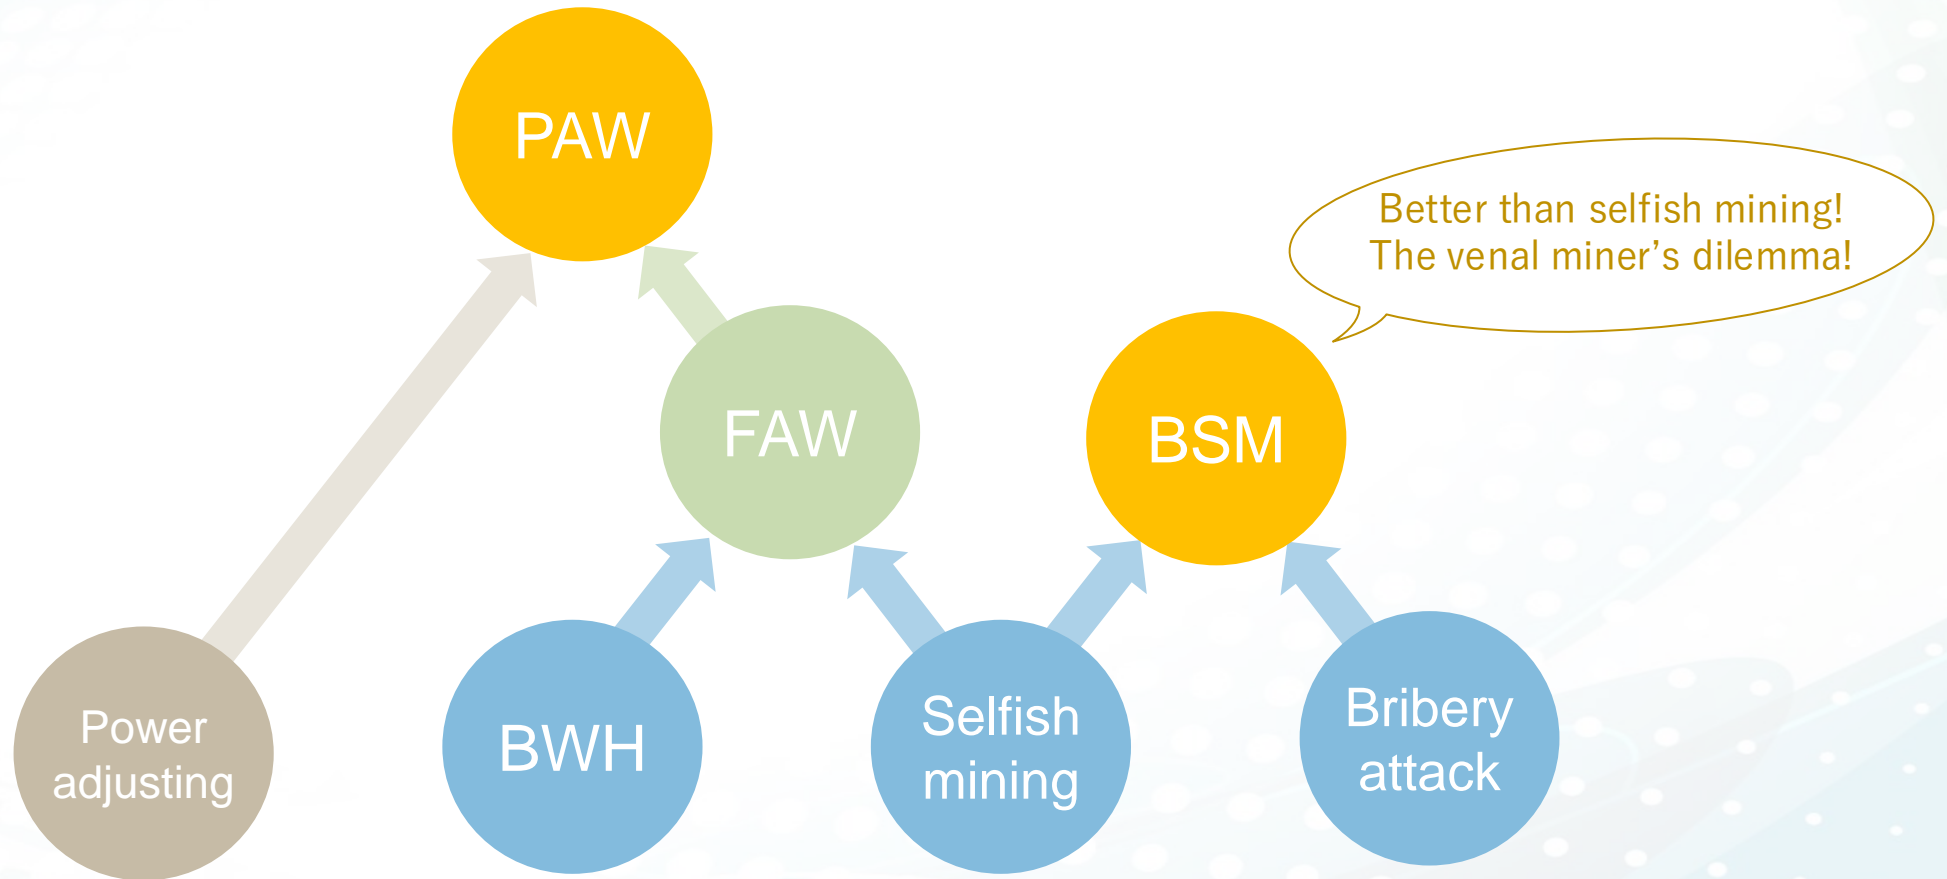 PAW
Better than selfish mining!
The venal miner’s dilemma!
FAW
BSM
Power
adjusting
BWH
Selfish
mining
Bribery
attack